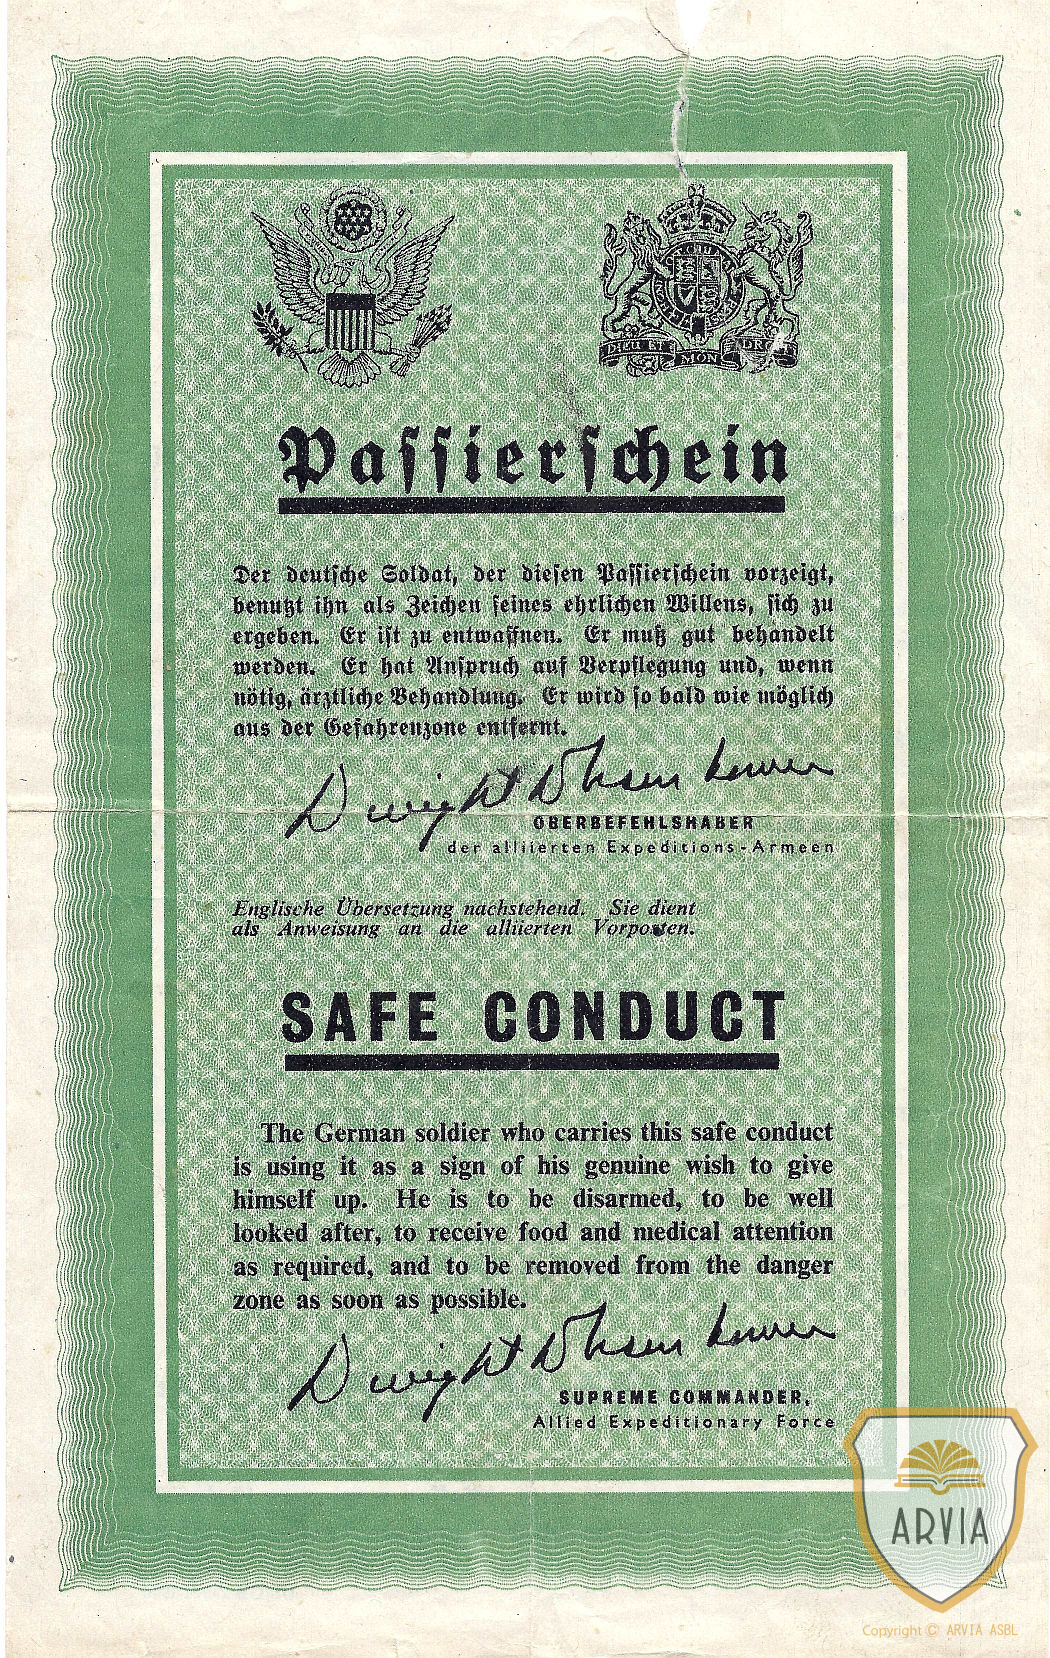 DIEU ET MON DROIT
Passierschein
Der deutsche Soldat, der diesen Passierschein vorzeigt,
benutzt ihn als Zeichen seines ehrlichen Willens, sich zu
ergeben. Er ist zu entwaffnen. Er muß gut behandelt
werden. Er hat Anspruch auf Verpflegung und, wenn
nötig, ärztliche Behandlung. Er wird so bald wie möglich
aus der Gefahrenzone entfernt.
Dwight D Eisenhower
OBERBEFEHLSHABER
der alliierten Expeditions-Armeen
Englische Übersetzung nachstehend. Sie dient
als Anweisung an die alliierten Vorposten.
SAFE CONDUCT
The German soldier who carries this safe conduct
is using it as a sign of his genuine wish to give
himself up. He is to be disarmed, to be well
looked after, to receive food and medical attention
as required, and to be removed from the danger
zone as soon as possible.
Dwight D Eisenhower
SUPREME COMMANDER,
Allied Expeditionary Force
ARVIA
Copyright © ARVIA ASBL